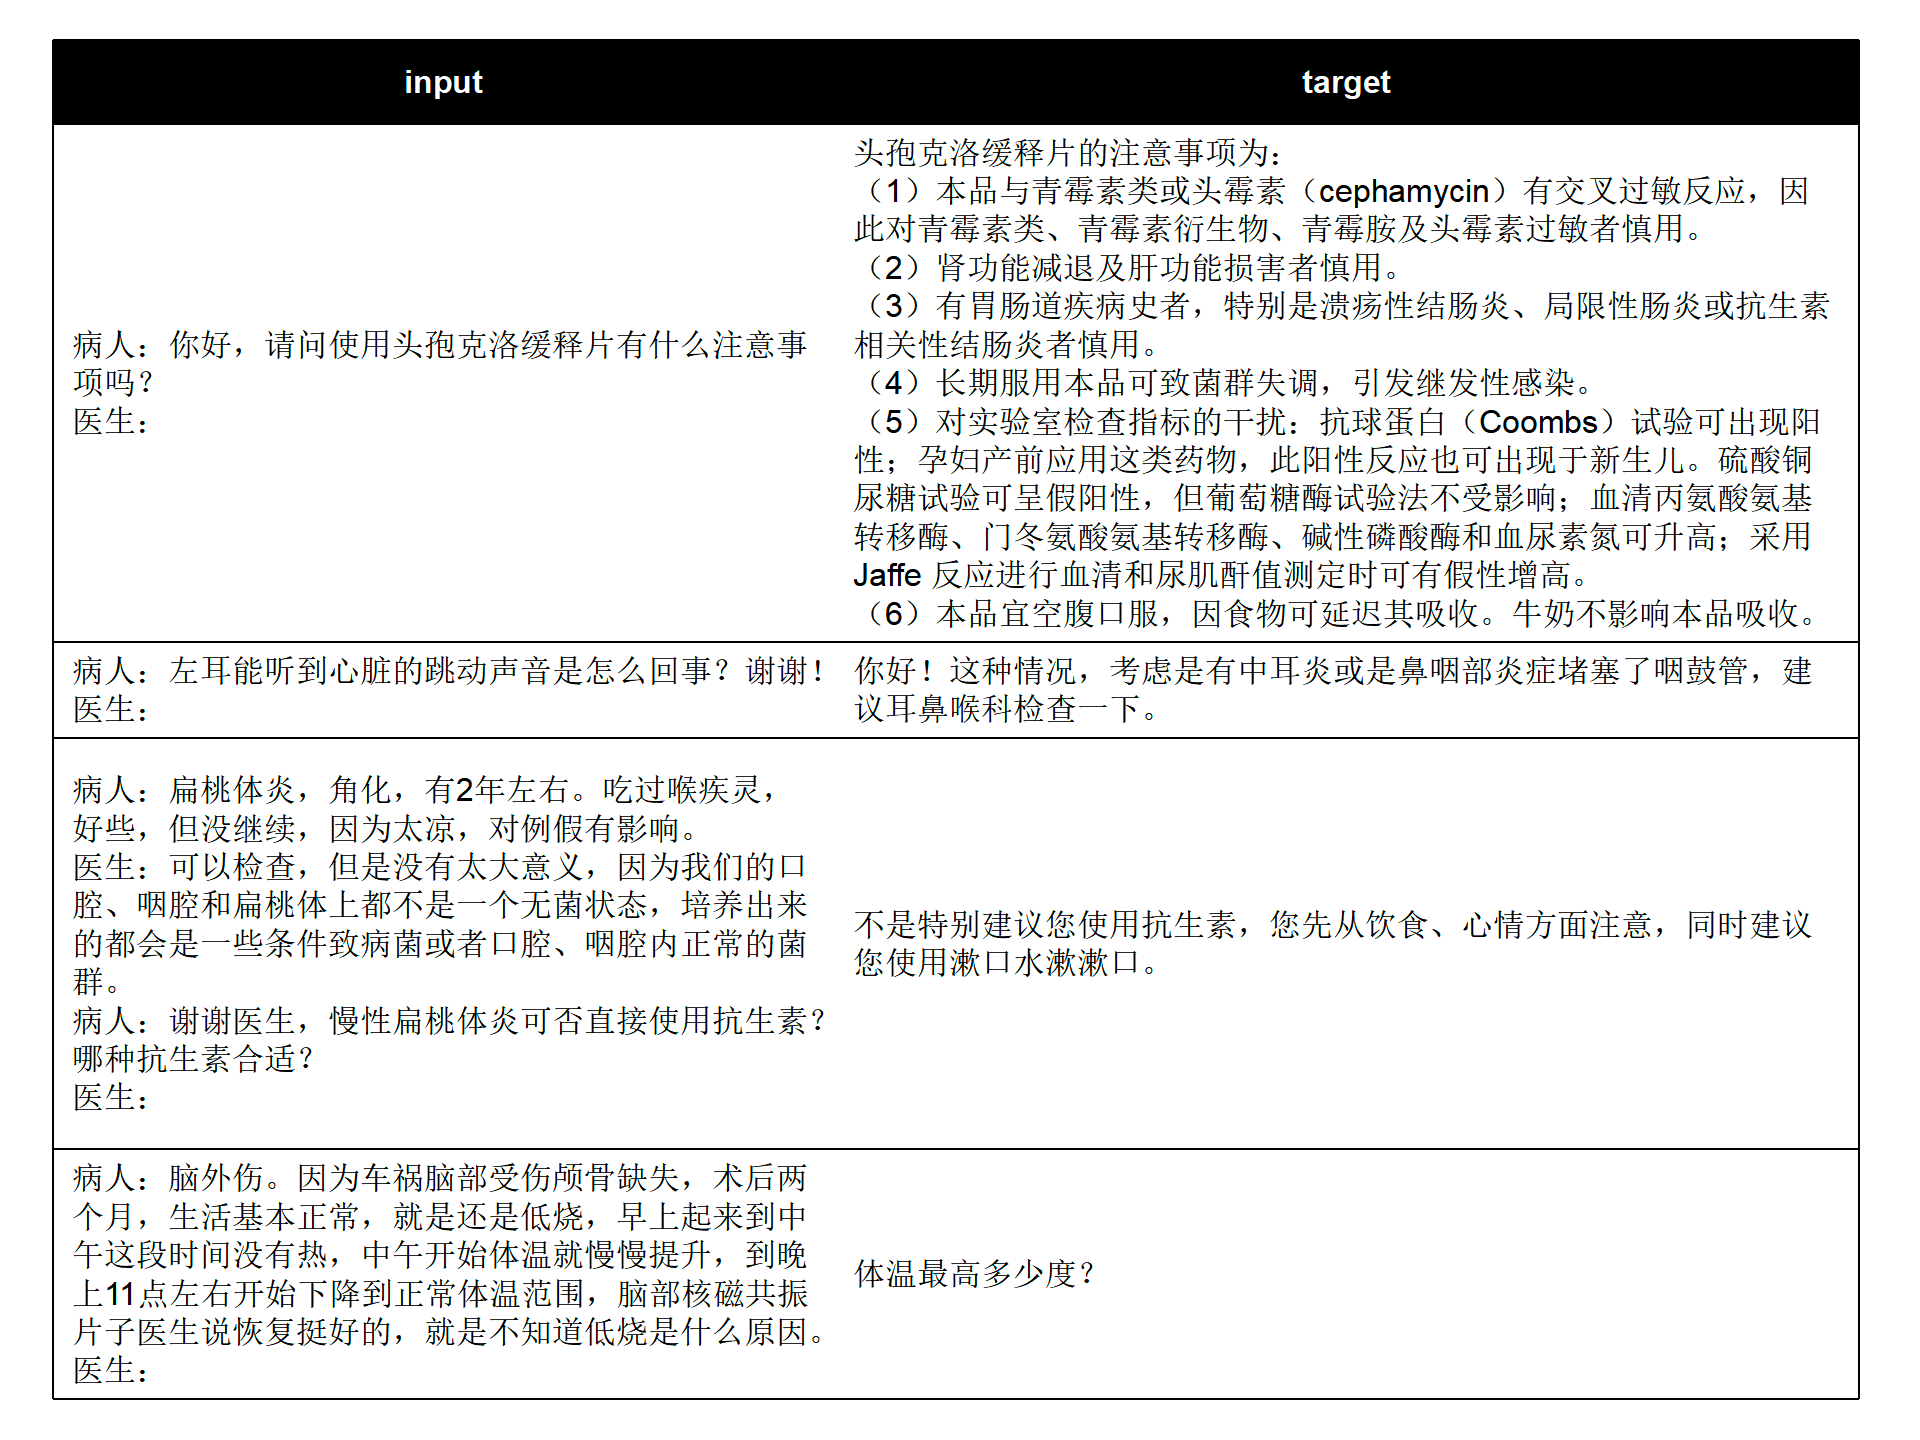 input
target
病人：你好，请问使用头孢克洛缓释片有什么注意事
项吗？
医生：
头孢克洛缓释片的注意事项为：
（1）本品与青霉素类或头霉素（cephamycin）有交叉过敏反应，因
此对青霉素类、青霉素衍生物、青霉胺及头霉素过敏者慎用。
（2）肾功能减退及肝功能损害者慎用。
（3）有胃肠道疾病史者，特别是溃疡性结肠炎、局限性肠炎或抗生素
相关性结肠炎者慎用。
（4）长期服用本品可致菌群失调，引发继发性感染。
（5）对实验室检查指标的干扰：抗球蛋白（Coombs）试验可出现阳
性；孕妇产前应用这类药物，此阳性反应也可出现于新生儿。硫酸铜
尿糖试验可呈假阳性，但葡萄糖酶试验法不受影响；血清丙氨酸氨基
转移酶、门冬氨酸氨基转移酶、碱性磷酸酶和血尿素氮可升高；采用
Jaffe 反应进行血清和尿肌酐值测定时可有假性增高。
（6）本品宜空腹口服，因食物可延迟其吸收。牛奶不影响本品吸收。
病人：左耳能听到心脏的跳动声音是怎么回事？谢谢！
医生：
你好！这种情况，考虑是有中耳炎或是鼻咽部炎症堵塞了咽鼓管，建
议耳鼻喉科检查一下。
病人：扁桃体炎，角化，有2年左右。吃过喉疾灵，
好些，但没继续，因为太凉，对例假有影响。
医生：可以检查，但是没有太大意义，因为我们的口
腔、咽腔和扁桃体上都不是一个无菌状态，培养出来
的都会是一些条件致病菌或者口腔、咽腔内正常的菌
群。
病人：谢谢医生，慢性扁桃体炎可否直接使用抗生素？
哪种抗生素合适？
医生：
不是特别建议您使用抗生素，您先从饮食、心情方面注意，同时建议
您使用漱口水漱漱口。
病人：脑外伤。因为车祸脑部受伤颅骨缺失，术后两
个月，生活基本正常，就是还是低烧，早上起来到中
午这段时间没有热，中午开始体温就慢慢提升，到晚
上11点左右开始下降到正常体温范围，脑部核磁共振
片子医生说恢复挺好的，就是不知道低烧是什么原因。
医生：
体温最高多少度？